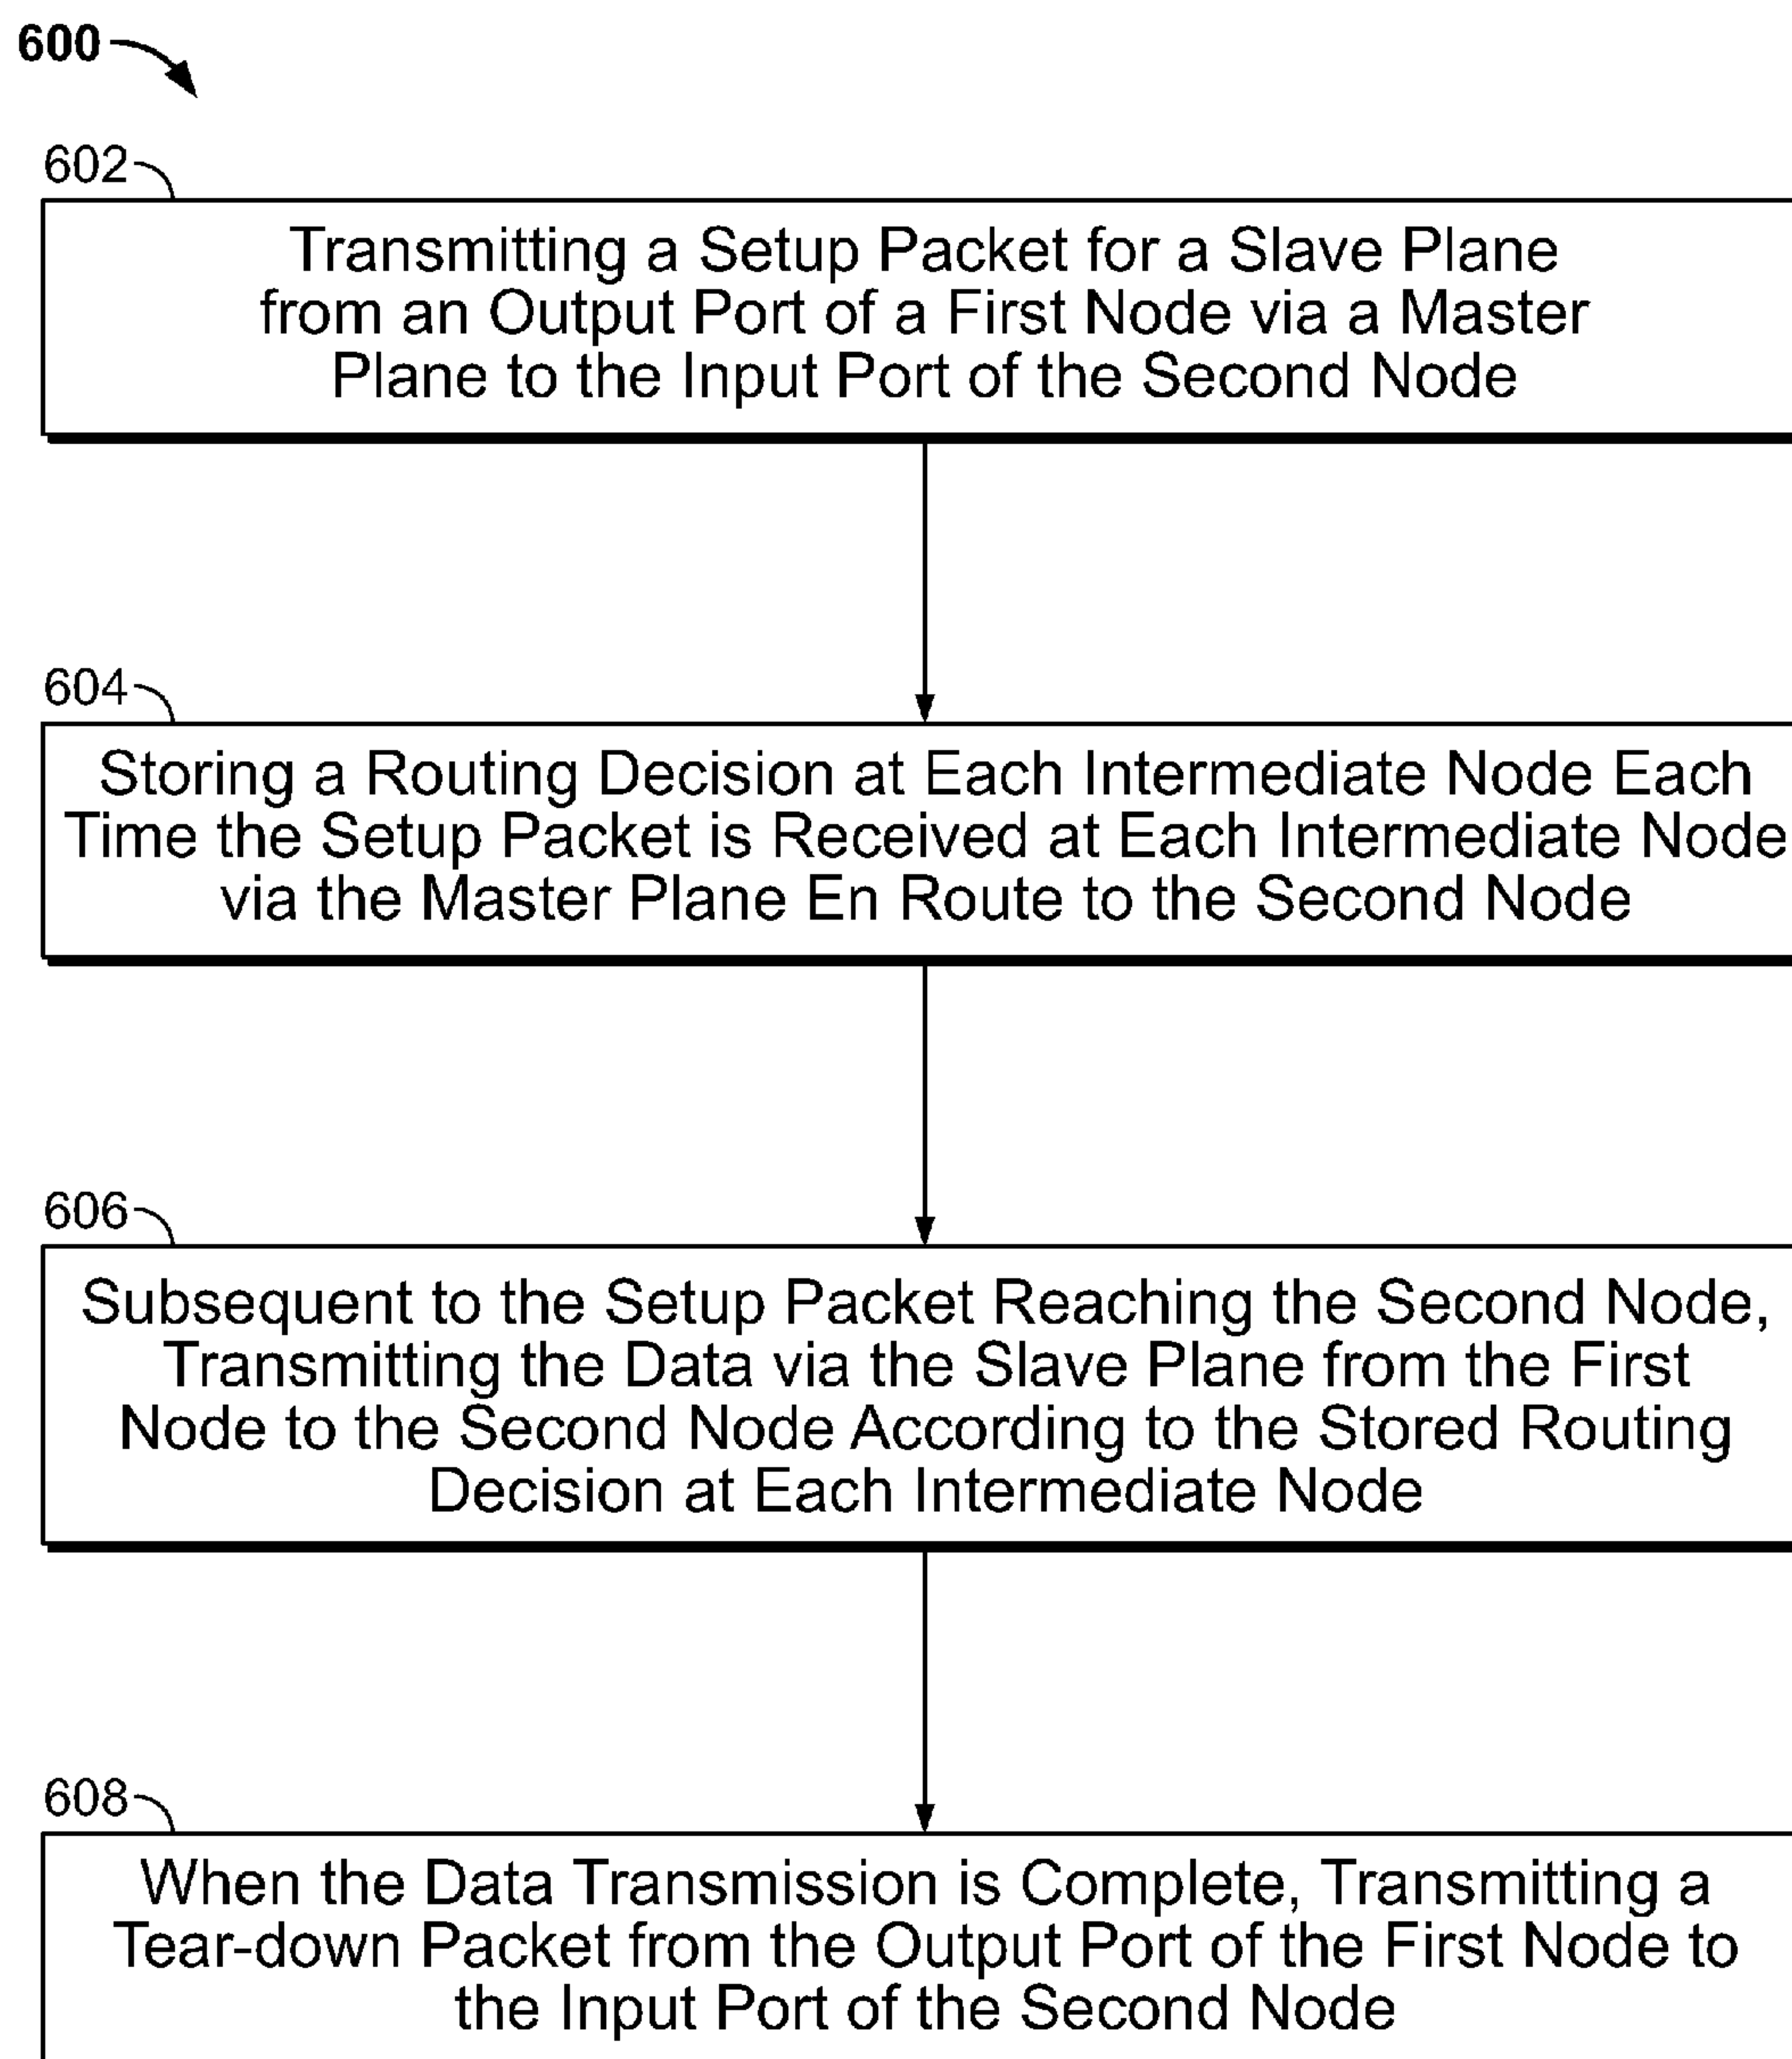 600
602
Transmitting a Setup Packet for a Slave Plane
from an Output Port of a First Node via a Master
Plane to the Input Port of the Second Node
604
Storing a Routing Decision at Each Intermediate Node Each
Time the Setup Packet is Received at Each Intermediate Node
via the Master Plane En Route to the Second Node
606
Subsequent to the Setup Packet Reaching the Second Node,
Transmitting the Data via the Slave Plane from the First
Node to the Second Node According to the Stored Routing
Decision at Each Intermediate Node
608
When the Data Transmission is Complete, Transmitting a
Tear-down Packet from the Output Port of the First Node to
the Input Port of the Second Node